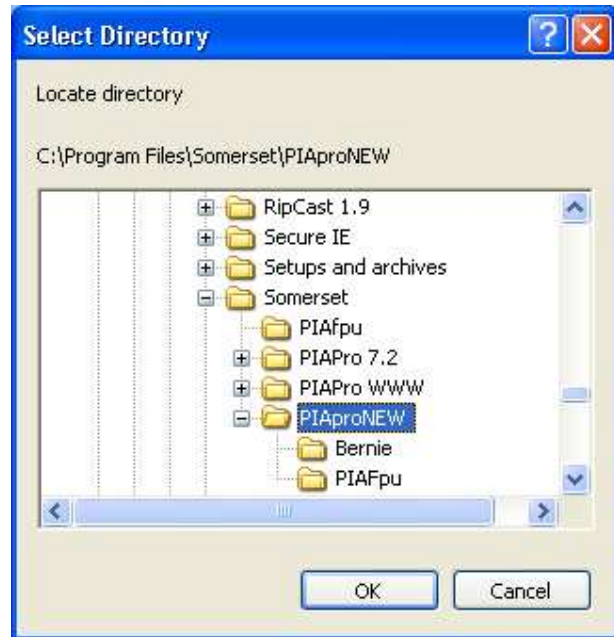 Select Directory
Locate directory
C:\Program Files\Somerset\PIAproNEW
RipCast 1.9
Secure IE
Setups and archives
Somerset
PIAfpu
PIAPro 7.2
PIAPro WWW
PIAproNEW
Bernie
PIAFpu
OK Cancel